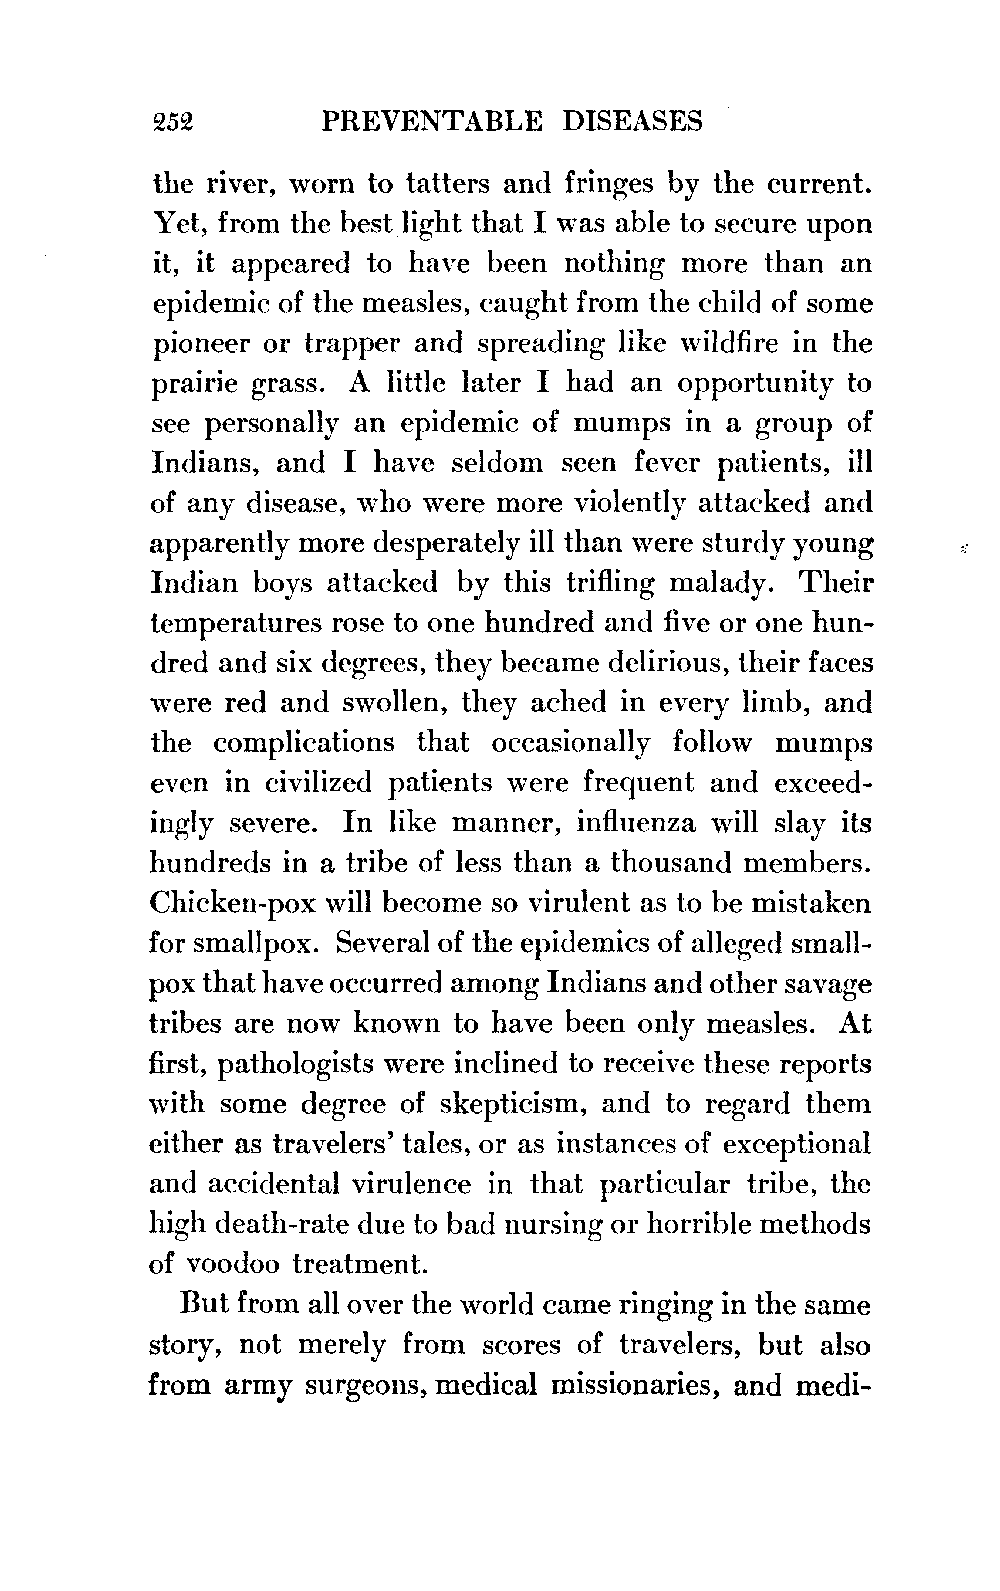 252 PREVENTABLE DISEASES
the river, worn to tatters and fringes by the current.
Yet, from the best light that I was able to secure upon
it, it appeared to have been nothing more than an
epidemic of the measles, caught from the child of some
pioneer or trapper and spreading like wildfire in the
prairie grass. A little later I had an opportunity to
see personally an epidemic of mumps in a group of
Indians, and I have seldom seen fever patients, ill
of any disease, who were more violently attacked and
apparently more desperately ill than were sturdy young
Indian boys attacked by this trifling malady. Their
temperatures rose to one hundred and five or one hun-
dred and six degrees, they became delirious, their faces
were red and swollen, they ached in every limb, and
the complications that occasionally follow mumps
even in civilized patients were frequent and exceed-
ingly severe. In like manner, influenza will slay its
hundreds in a tribe of less than a thousand members.
Chicken-pox will become so virulent as to be mistaken
for smallpox. Several of the epidemics of alleged small-
pox that have occurred among Indians and other savage
tribes are now known to have been only measles. At
first, pathologists were inclined to receive these reports
with some degree of skepticism, and to regard them
either as travelers' tales, or as instances of exceptional
and accidental virulence in that particular tribe, the
high death-rate due to bad nursing or horrible methods
of voodoo treatment.
But from all over the world came ringing in the same
story, not merely from scores of travelers, but also
from army surgeons, medical missionaries, and medi-